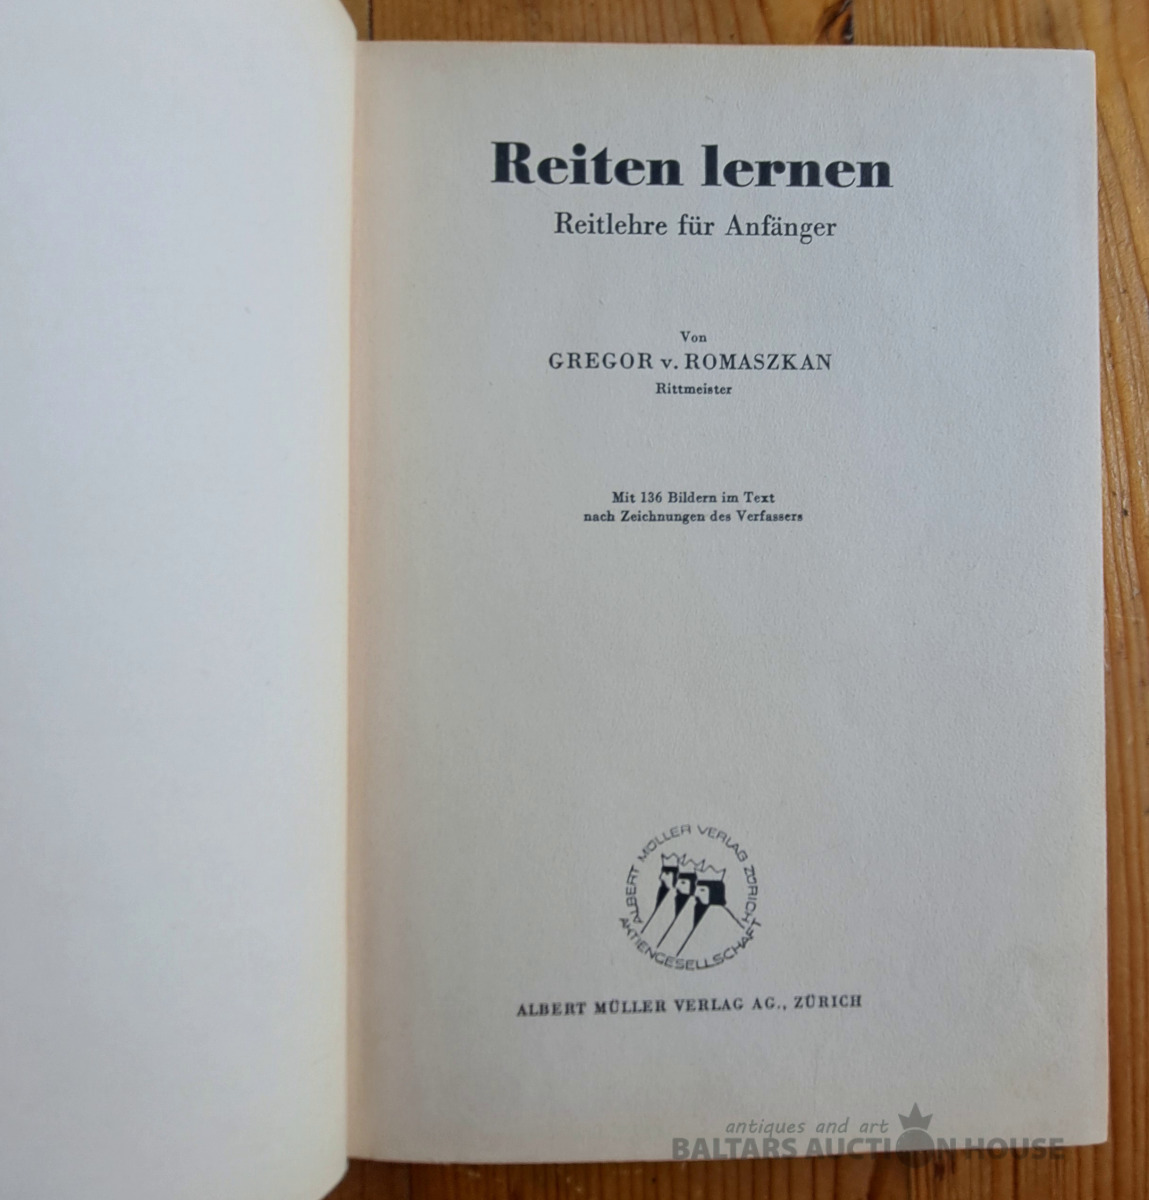 Reiten lernen
Reitlehre für Anfänger
Von
GREGOR v. ROMASZKAN
Rittmeister
Mit 136 Bildern im Text
nach Zeichnungen des Verfassers
ALBERT MÜLLER VERLAG ZÜRICH
AKTIENGESELLSCHAFT
ALBERT MÜLLER VERLAG AG., ZÜRICH
antiques and art
BALTARS AUCTION HOUSE